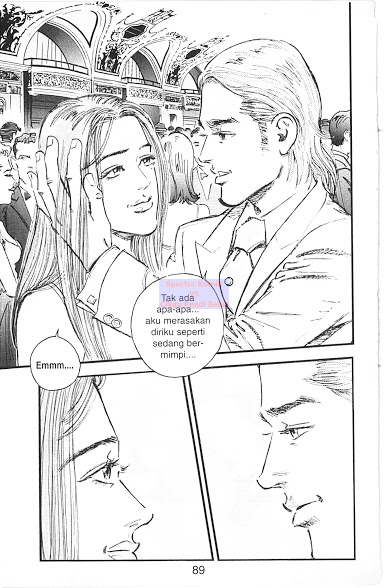 Tak ada
apa-apa...
aku merasakan
diriku seperti
sedang ber-
mimpi....
Emmm....
89